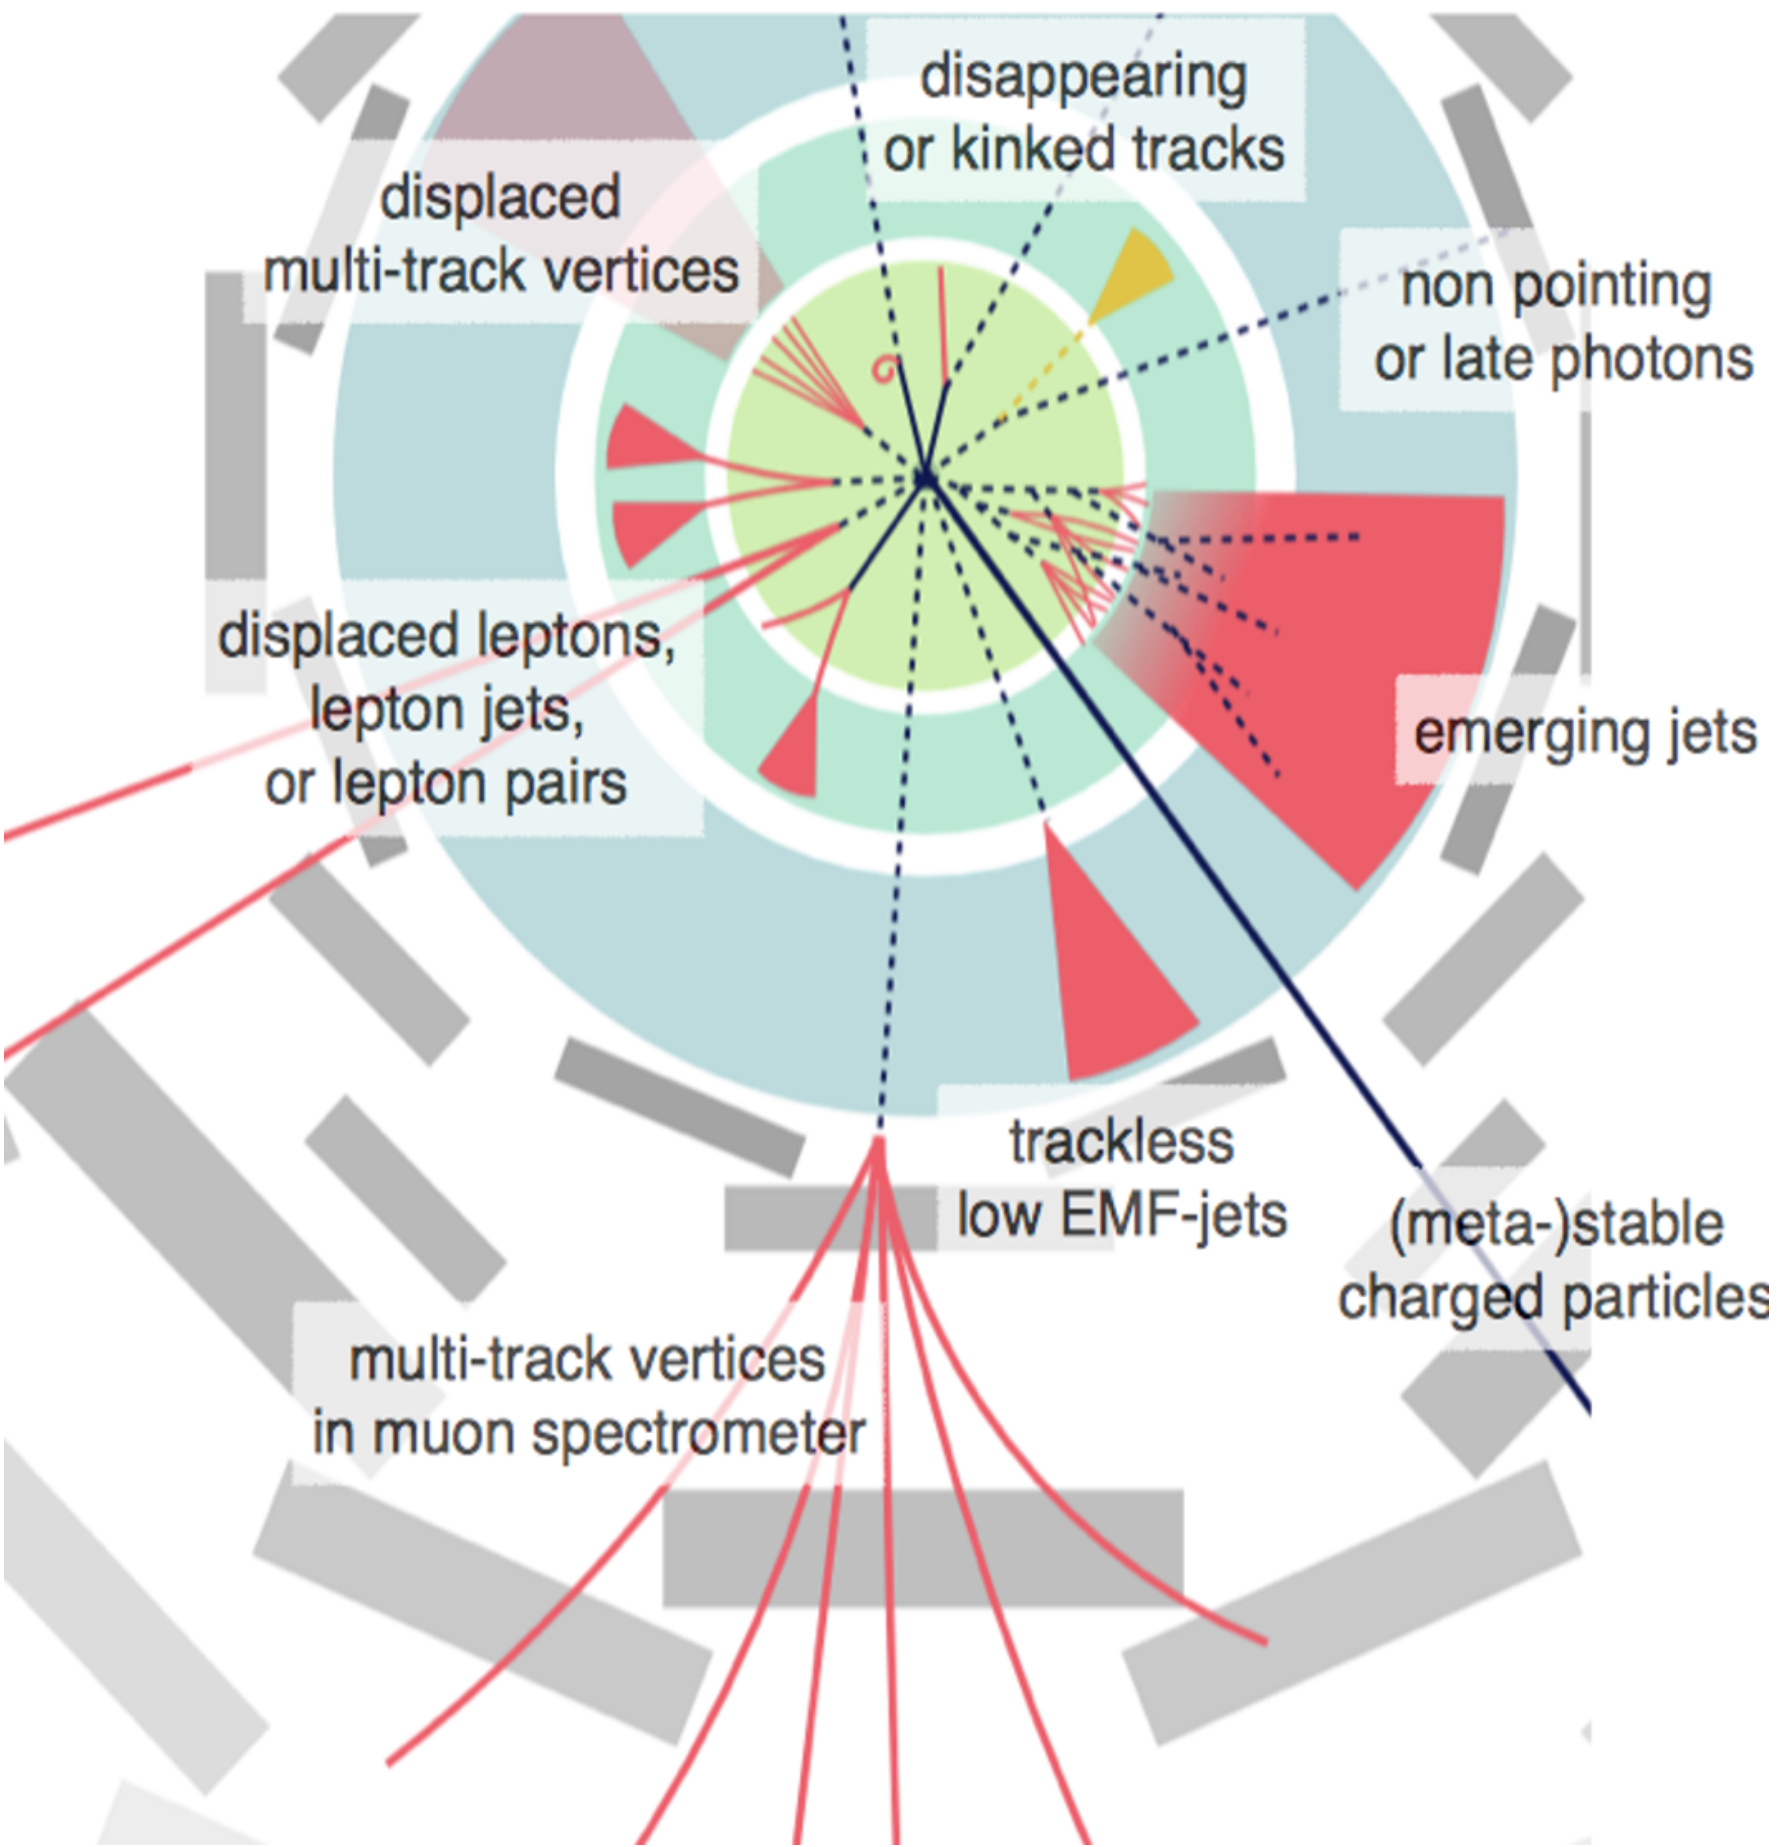 disappearing
or kinked tracks
displaced
multi-track vertices
non pointing
or late photons
displaced leptons,
lepton jets,
or lepton pairs
emerging jets
trackless
low EMF-jets
(meta-)stable
charged particles
multi-track vertices
in muon spectrometer